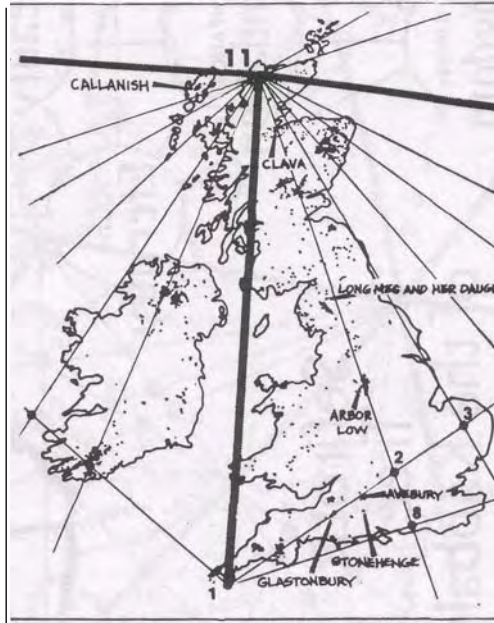 11
CALLANISH
CLAVA
LONG MEG AND HER DAUGH
ARBOR
LOW
3
2
AVEBURY
8
STONEHENGE
GLASTONBURY
1